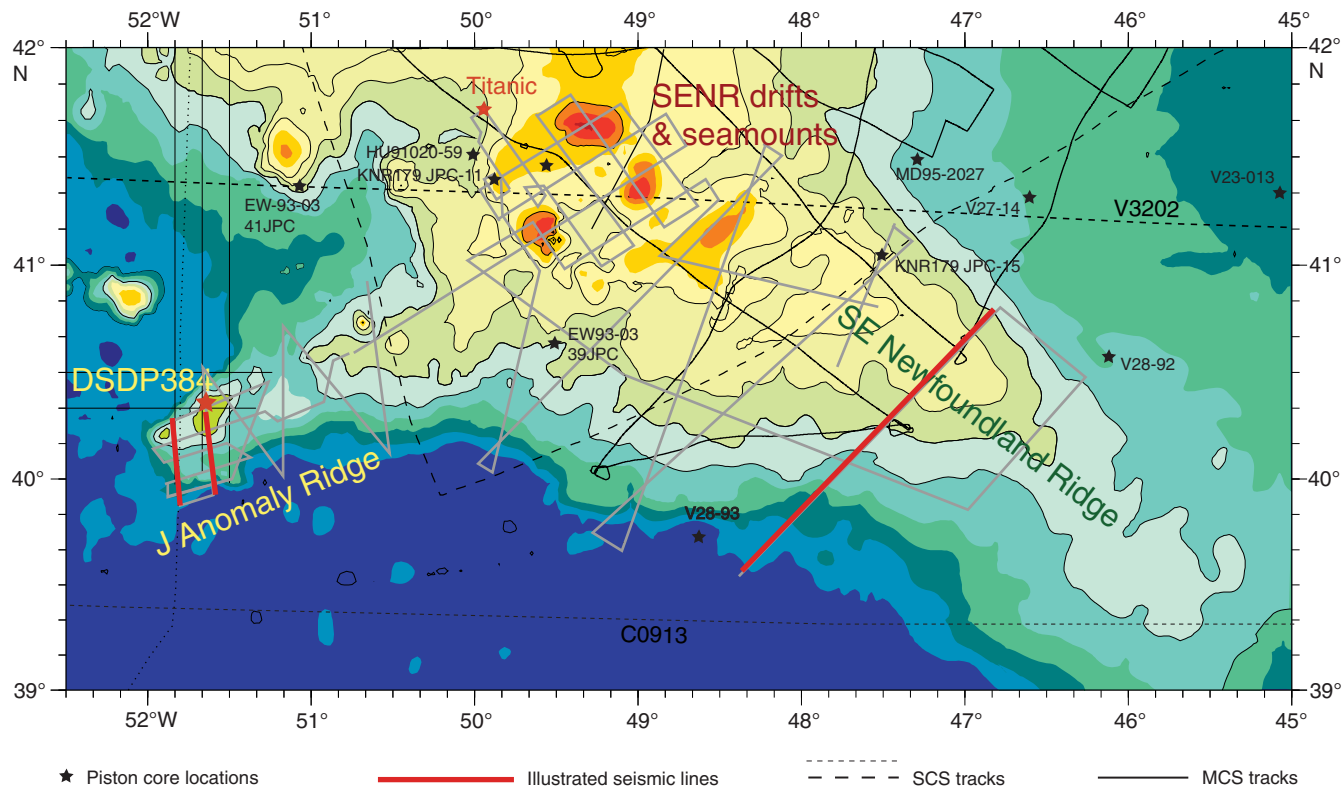 52°W 51° 50° 49° 48° 47° 46° 45°
42° 42°
N N
Titanic
SENR drifts
& seamounts
HU91020-59
KNR179 JPC-11
MD95-2027
V23-013
EW-93-03
41JPC
V27-14
V3202
41° 41°
KNR179 JPC-15
SE Newfoundland Ridge
EW93-03
39JPC
V28-92
DSDP384
40° 40°
J Anomaly Ridge
V28-93
C0913
39° 39°
52°W 51° 50° 49° 48° 47° 46° 45°
Piston core locations
Illustrated seismic lines
SCS tracks
MCS tracks